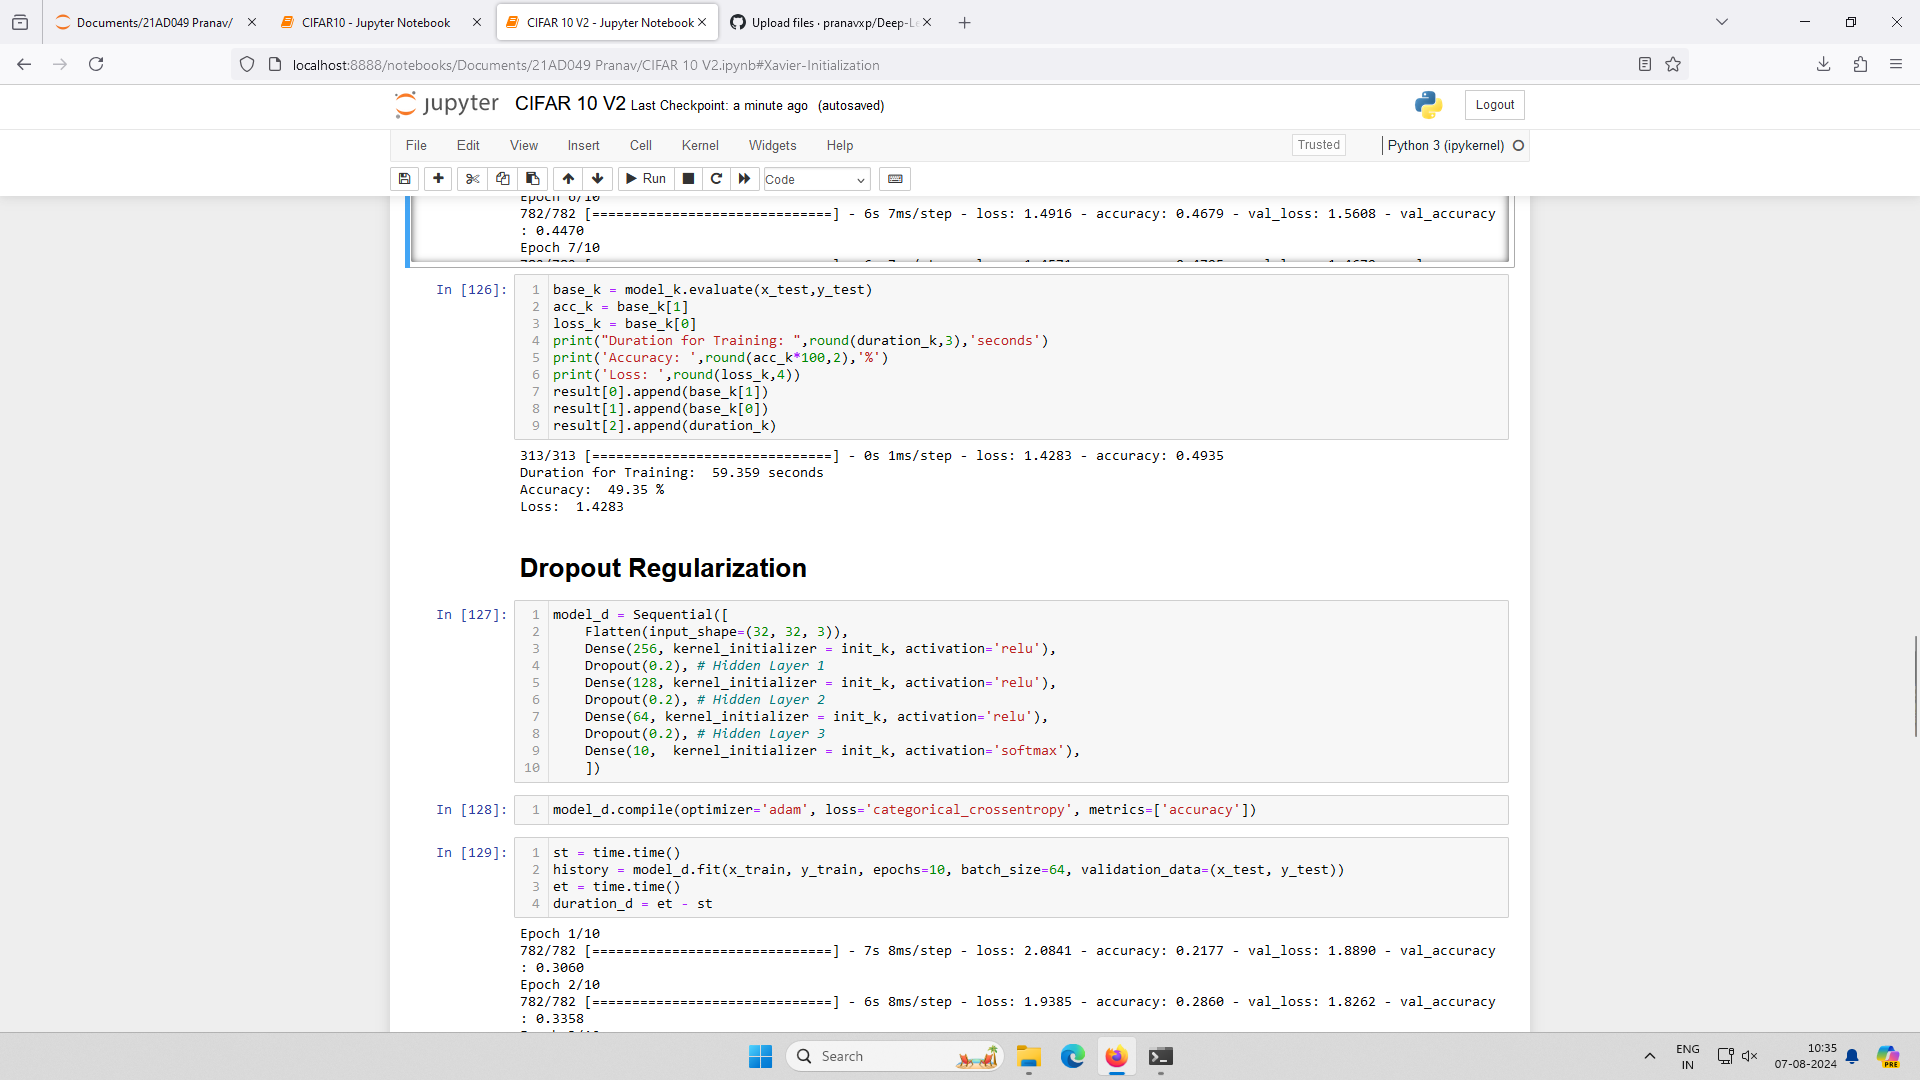 Documents/21AD049 Pranav/
CIFAR10 - Jupyter Notebook
CIFAR 10 V2 - Jupyter Notebook
Upload files · pranavxp/Deep-Le
localhost:8888/notebooks/Documents/21AD049 Pranav/CIFAR 10 V2.ipynb#Xavier-Initialization
jupyter CIFAR 10 V2 Last Checkpoint: a minute ago (autosaved)
Logout
File Edit View Insert Cell Kernel Widgets Help
Trusted
Python 3 (ipykernel)
Run
Code
Epoch 6/10
782/782 [==============================] - 6s 7ms/step - loss: 1.4916 - accuracy: 0.4679 - val_loss: 1.5608 - val_accuracy
: 0.4470
Epoch 7/10
In [126]:
1 base_k = model_k.evaluate(x_test,y_test)
2 acc_k = base_k[1]
3 loss_k = base_k[0]
4 print("Duration for Training: ",round(duration_k,3),'seconds')
5 print('Accuracy: ',round(acc_k*100,2),'%')
6 print('Loss: ',round(loss_k,4))
7 result[0].append(base_k[1])
8 result[1].append(base_k[0])
9 result[2].append(duration_k)
313/313 [==============================] - 0s 1ms/step - loss: 1.4283 - accuracy: 0.4935
Duration for Training:  59.359 seconds
Accuracy:  49.35 %
Loss:  1.4283
Dropout Regularization
In [127]:
1 model_d = Sequential([
2     Flatten(input_shape=(32, 32, 3)),
3     Dense(256, kernel_initializer = init_k, activation='relu'),
4     Dropout(0.2), # Hidden Layer 1
5     Dense(128, kernel_initializer = init_k, activation='relu'),
6     Dropout(0.2), # Hidden Layer 2
7     Dense(64, kernel_initializer = init_k, activation='relu'),
8     Dropout(0.2), # Hidden Layer 3
9     Dense(10,  kernel_initializer = init_k, activation='softmax'),
10     ])
In [128]:
1 model_d.compile(optimizer='adam', loss='categorical_crossentropy', metrics=['accuracy'])
In [129]:
1 st = time.time()
2 history = model_d.fit(x_train, y_train, epochs=10, batch_size=64, validation_data=(x_test, y_test))
3 et = time.time()
4 duration_d = et - st
Epoch 1/10
782/782 [==============================] - 7s 8ms/step - loss: 2.0841 - accuracy: 0.2177 - val_loss: 1.8890 - val_accuracy
: 0.3060
Epoch 2/10
782/782 [==============================] - 6s 8ms/step - loss: 1.9385 - accuracy: 0.2860 - val_loss: 1.8262 - val_accuracy
: 0.3358
Search
ENG
IN
10:35
07-08-2024
PRE